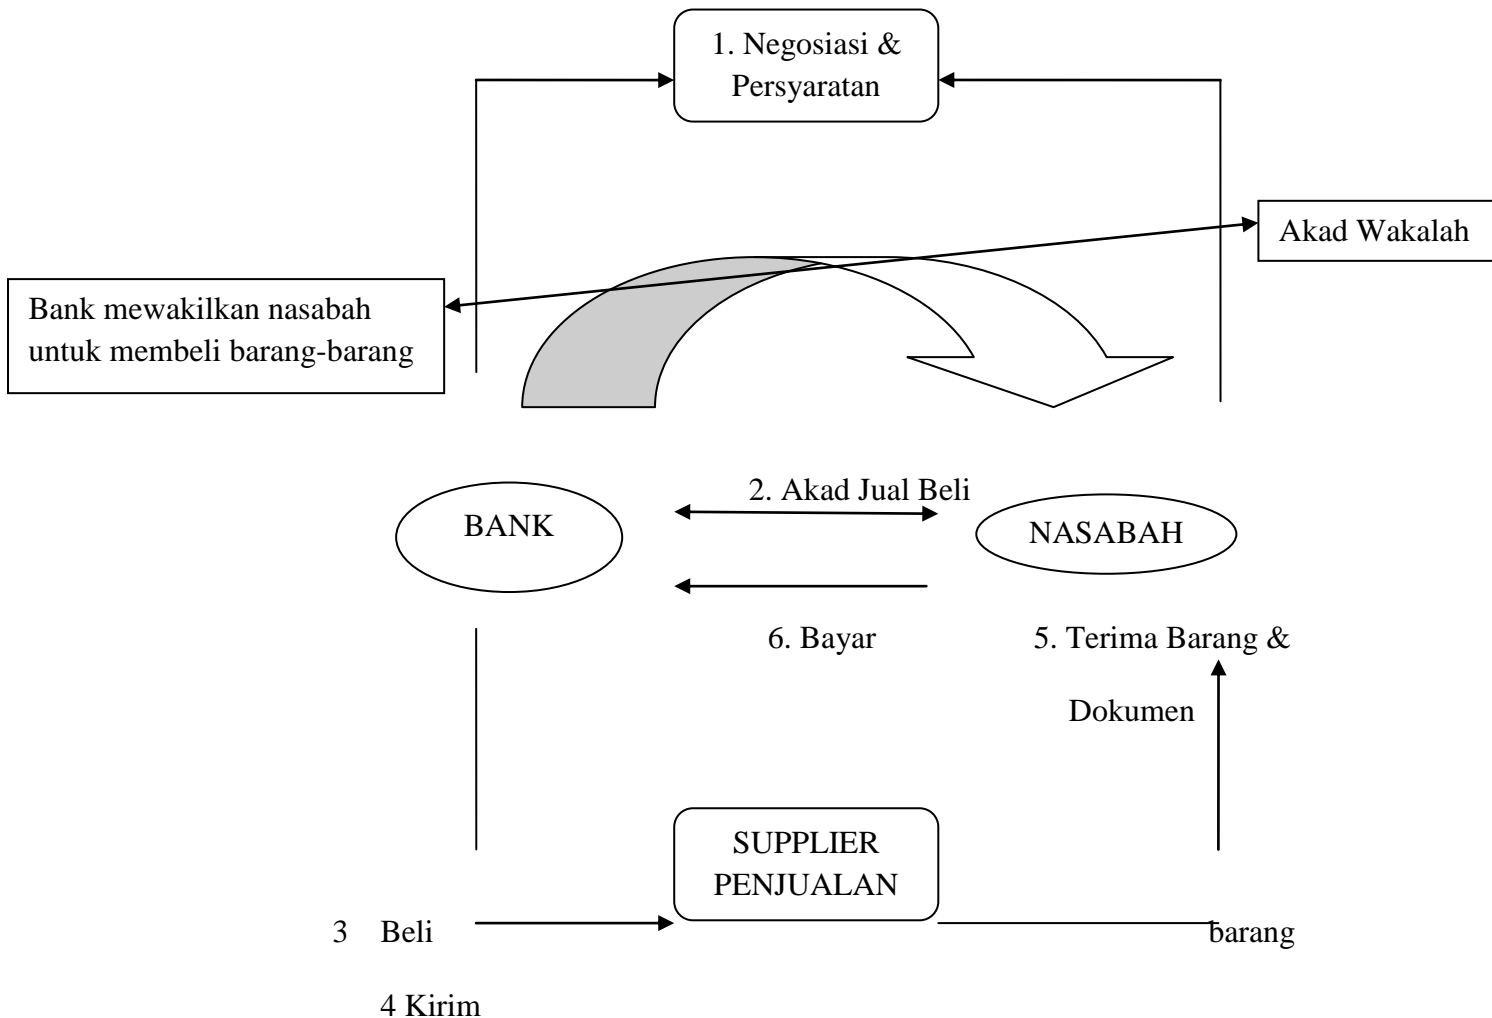 1. Negosiasi &
Persyaratan
Akad Wakalah
Bank mewakilkan nasabah
untuk membeli barang-barang
2. Akad Jual Beli
BANK
NASABAH
6. Bayar
5. Terima Barang &
Dokumen
SUPPLIER
PENJUALAN
3 Beli
barang
4 Kirim